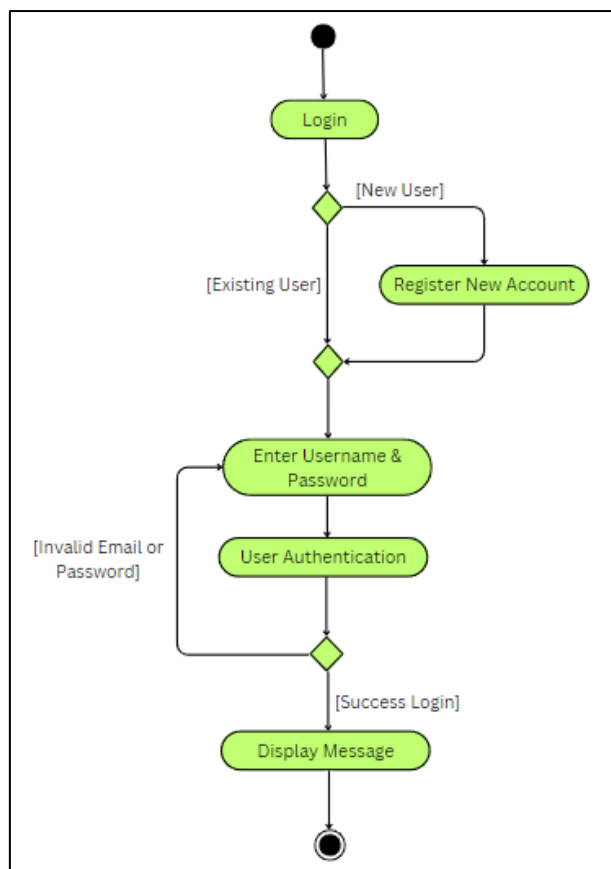 Login
[New User]
[Existing User]
Register New Account
Enter Username &
Password
[Invalid Email or
Password]
User Authentication
[Success Login]
Display Message